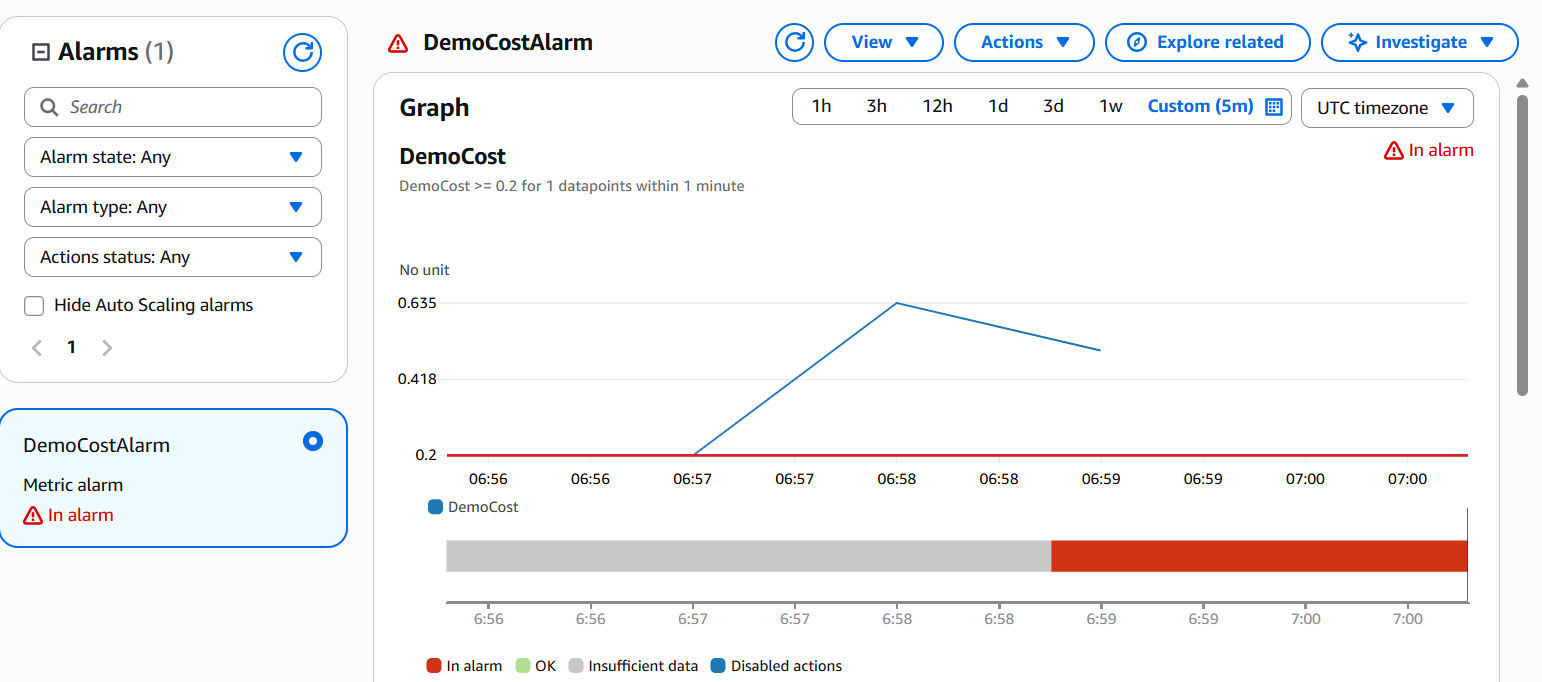 Alarms (1)
Search
Alarm state: Any
Alarm type: Any
Actions status: Any
Hide Auto Scaling alarms
1
DemoCostAlarm
Metric alarm
In alarm
DemoCostAlarm
View
Actions
Explore related
Investigate
Graph
1h 3h 12h 1d 3d 1w Custom (5m)
UTC timezone
DemoCost
In alarm
DemoCost >= 0.2 for 1 datapoints within 1 minute
No unit
0.635
0.418
0.2
06:56 06:56 06:57 06:57 06:58 06:58 06:59 06:59 07:00 07:00
DemoCost
6:56 6:56 6:57 6:57 6:58 6:58 6:59 6:59 7:00 7:00
In alarm OK Insufficient data Disabled actions